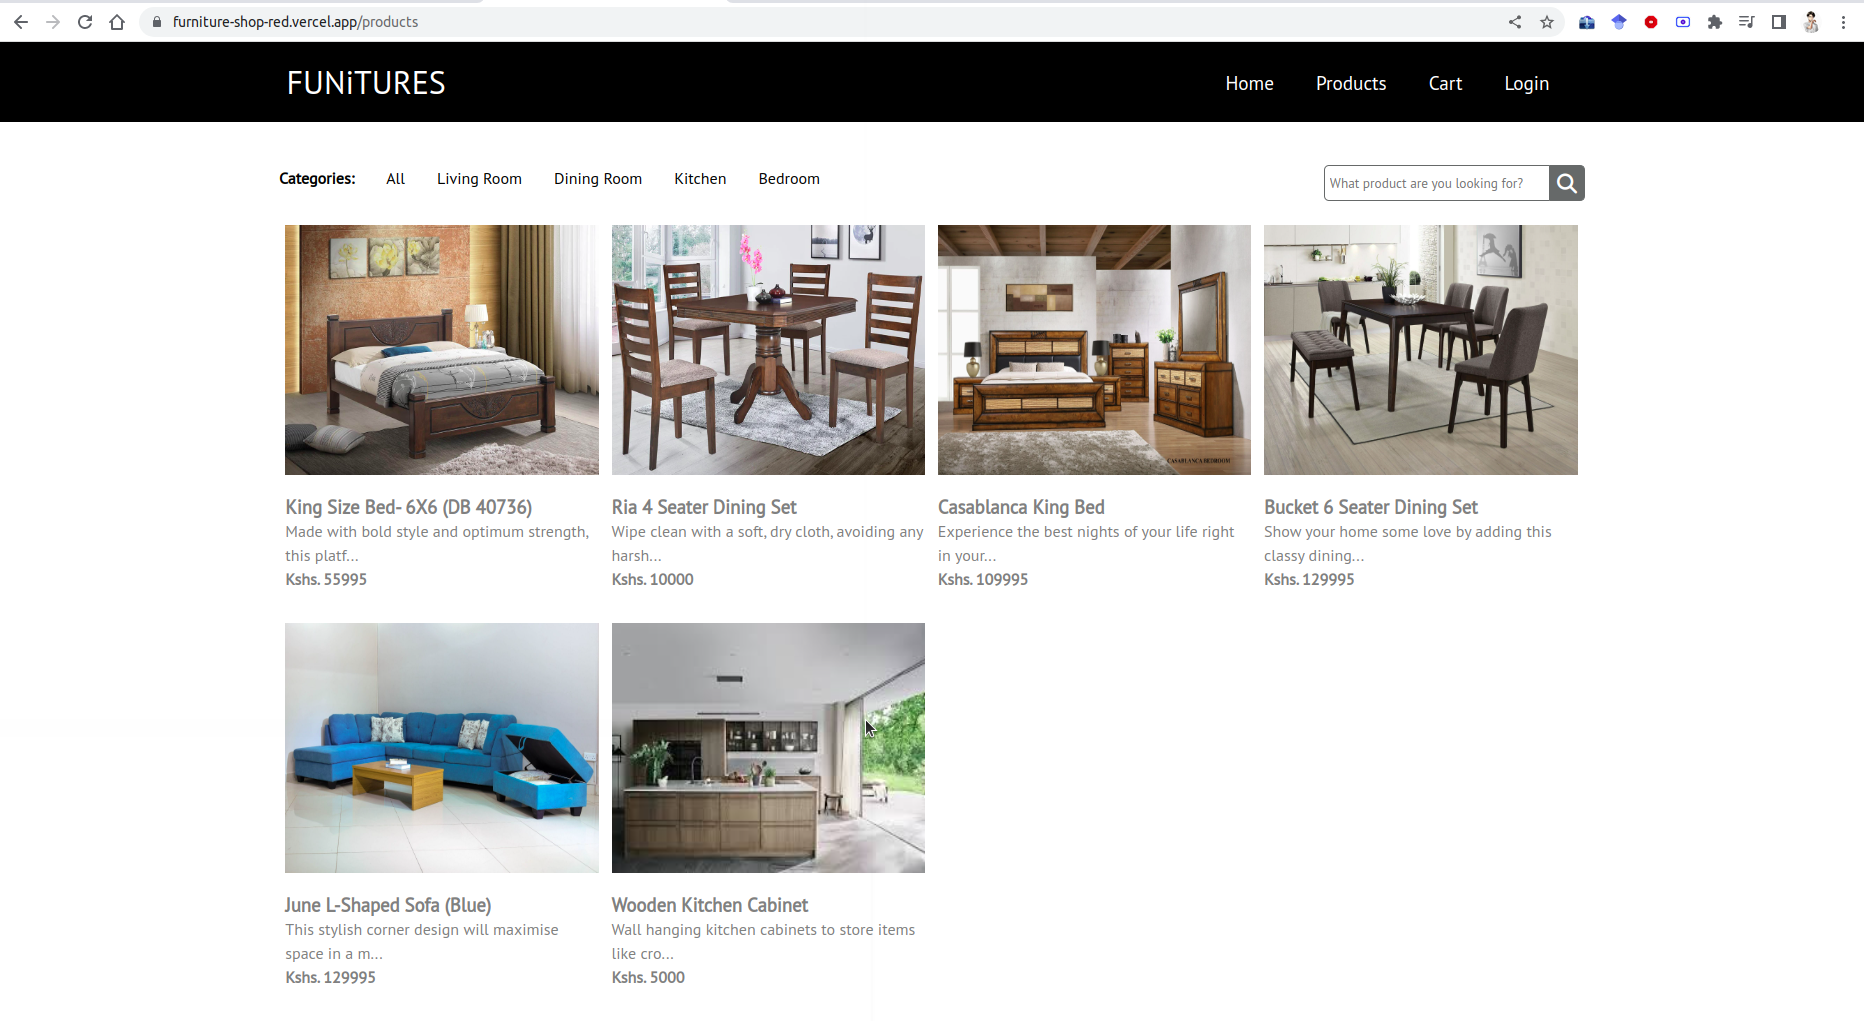 furniture-shop-red.vercel.app/products
FUNiTURES
Home
Products
Cart
Login
Categories:
All
Living Room
Dining Room
Kitchen
Bedroom
What product are you looking for?
CASABLANCA BEDROOM
King Size Bed- 6X6 (DB 40736)
Made with bold style and optimum strength,
this platf...
Kshs. 55995
Ria 4 Seater Dining Set
Wipe clean with a soft, dry cloth, avoiding any
harsh...
Kshs. 10000
Casablanca King Bed
Experience the best nights of your life right
in your...
Kshs. 109995
Bucket 6 Seater Dining Set
Show your home some love by adding this
classy dining...
Kshs. 129995
June L-Shaped Sofa (Blue)
This stylish corner design will maximise
space in a m...
Kshs. 129995
Wooden Kitchen Cabinet
Wall hanging kitchen cabinets to store items
like cro...
Kshs. 5000